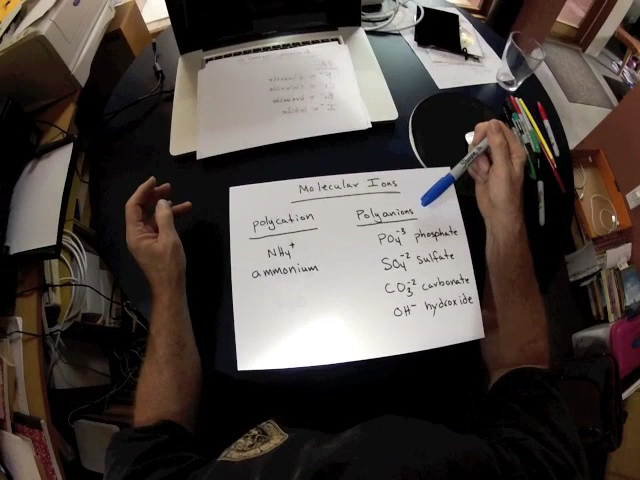 Molecular Ions
polycation
NH4+
ammonium
Polyanions
PO4-3 phosphate
SO4-2 sulfate
CO3-2 carbonate
OH- hydroxide